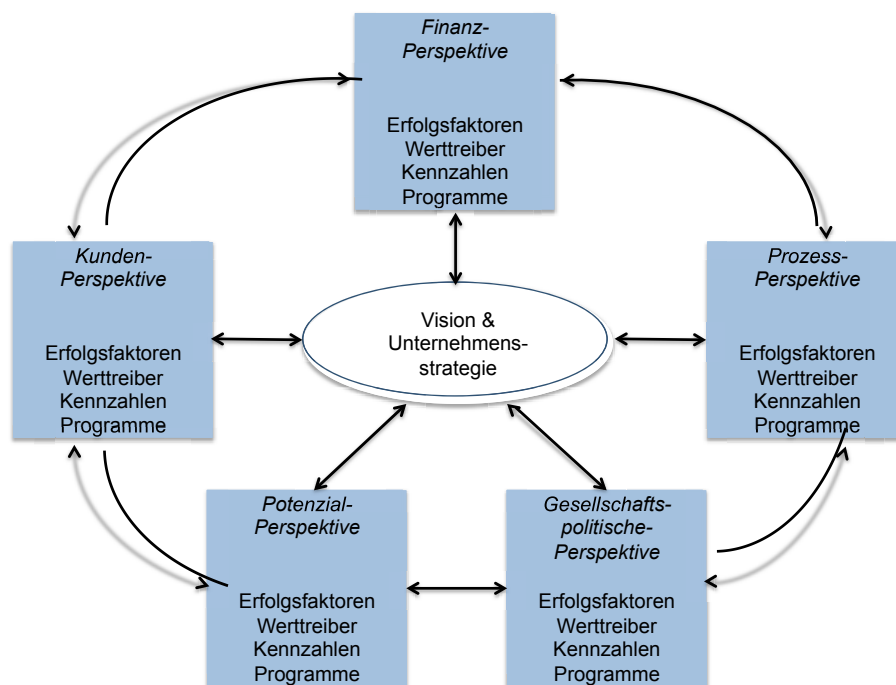 Finanz-
Perspektive
Erfolgsfaktoren
Werttreiber
Kennzahlen
Programme
Kunden-
Perspektive
Erfolgsfaktoren
Werttreiber
Kennzahlen
Programme
Vision &
Unternehmens-
strategie
Prozess-
Perspektive
Erfolgsfaktoren
Werttreiber
Kennzahlen
Programme
Potenzial-
Perspektive
Erfolgsfaktoren
Werttreiber
Kennzahlen
Programme
Gesellschafts-
politische-
Perspektive
Erfolgsfaktoren
Werttreiber
Kennzahlen
Programme